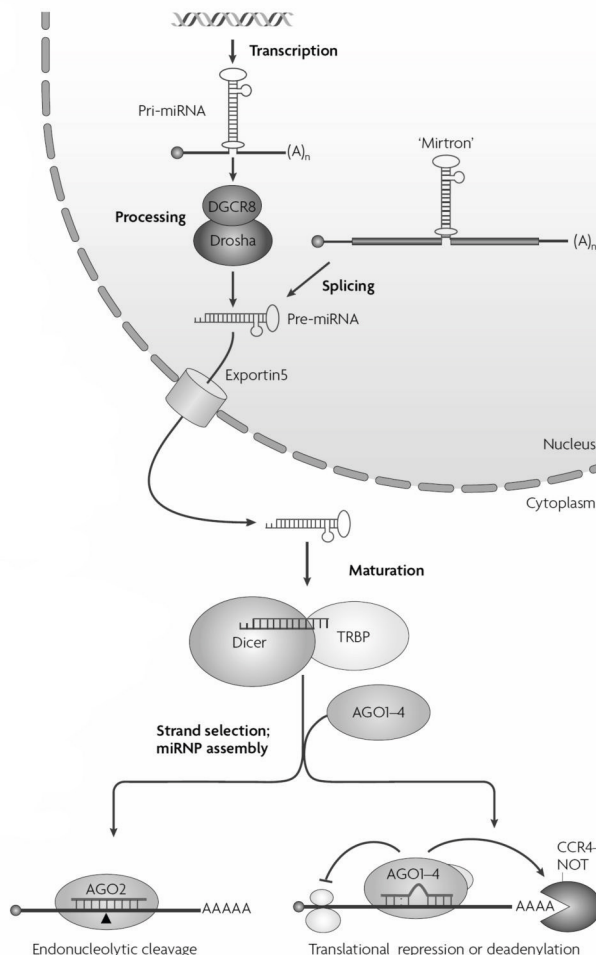 Transcription
Pri-miRNA
(A)n
'Mirtron'
Processing
DGCR8
Drosha
(A)n
Splicing
Pre-miRNA
Exportin5
Nucleus
Cytoplasm
Maturation
Dicer
TRBP
AGO1–4
Strand selection;
miRNP assembly
CCR4–
NOT
AGO2
AAAAA
AGO1–4
AAAA
Endonucleolytic cleavage
Translational repression or deadenylation